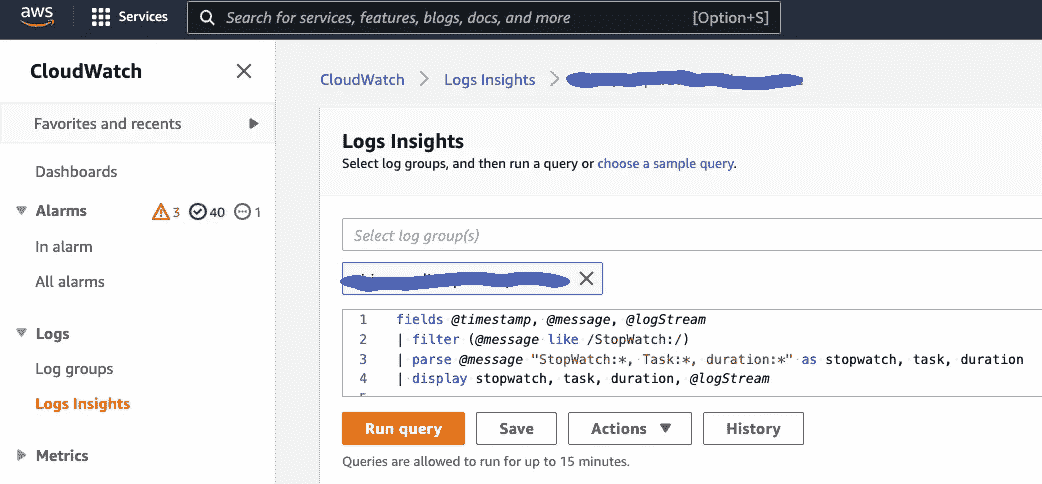 aws
Services
Search for services, features, blogs, docs, and more [Option+S]
CloudWatch
Favorites and recents
Dashboards
Alarms 3 40 1
In alarm
All alarms
Logs
Log groups
Logs Insights
Metrics
CloudWatch > Logs Insights >
Logs Insights
Select log groups, and then run a query or choose a sample query.
Select log group(s)
1 fields @timestamp, @message, @logStream
2 | filter (@message like /StopWatch:/)
3 | parse @message "StopWatch:*, Task:*, duration:*" as stopwatch, task, duration
4 | display stopwatch, task, duration, @logStream
Run query
Save
Actions
History
Queries are allowed to run for up to 15 minutes.